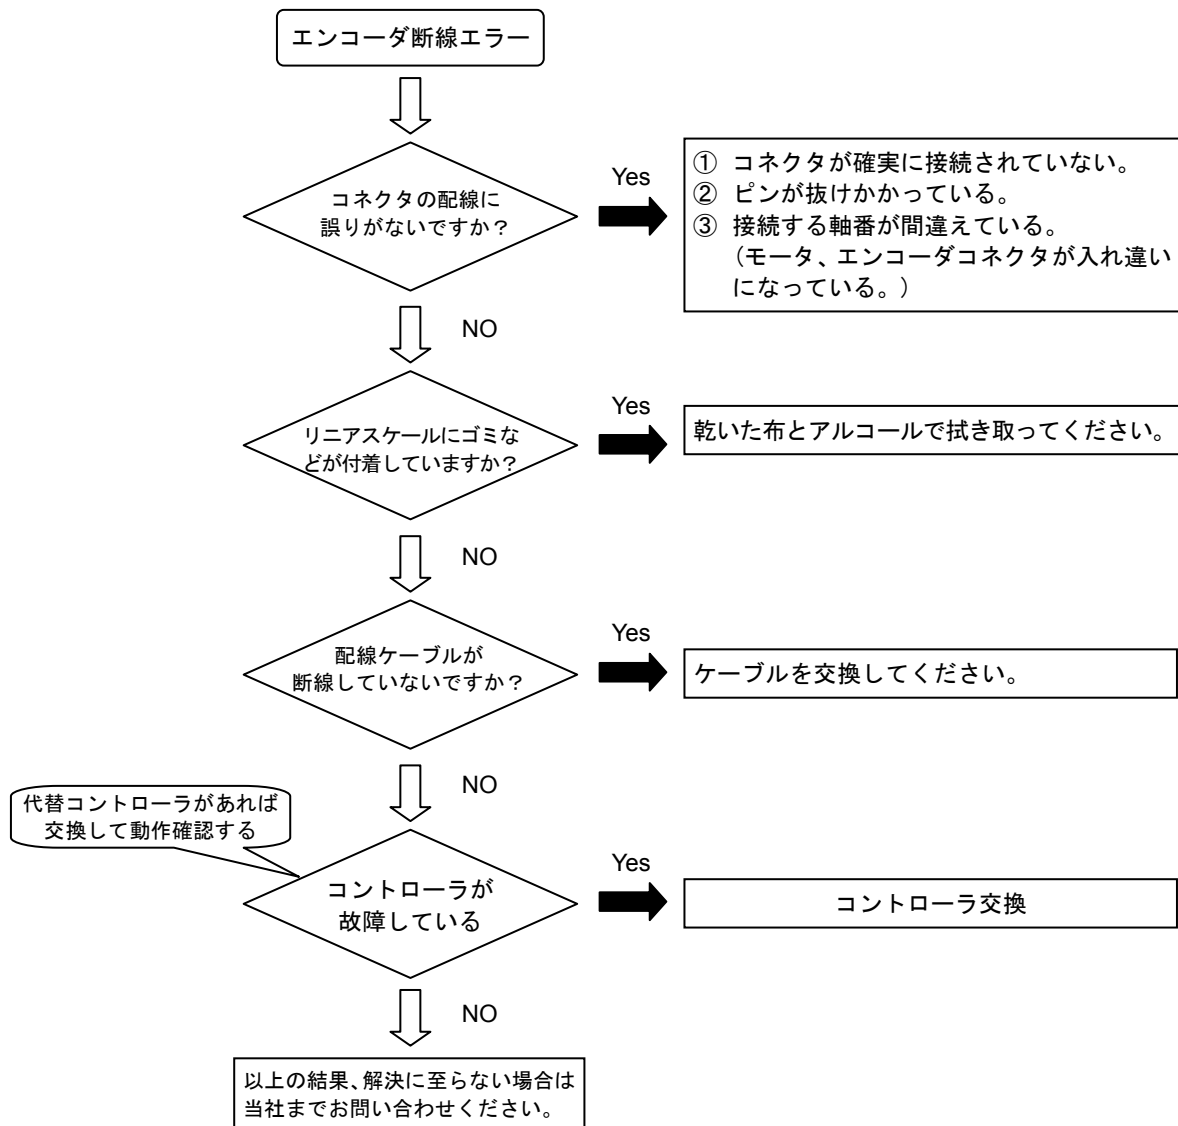 エンコーダ断線エラー
コネクタの配線に
誤りがないですか？
Yes
① コネクタが確実に接続されていない。
② ピンが抜けかかっている。
③ 接続する軸番が間違えている。
（モータ、エンコーダコネクタが入れ違い
になっている。）
NO
リニアスケールにゴミな
どが付着していますか？
Yes
乾いた布とアルコールで拭き取ってください。
NO
配線ケーブルが
断線していないですか？
Yes
ケーブルを交換してください。
NO
代替コントローラがあれば
交換して動作確認する
コントローラが
故障している
Yes
コントローラ交換
NO
以上の結果、解決に至らない場合は
当社までお問い合わせください。